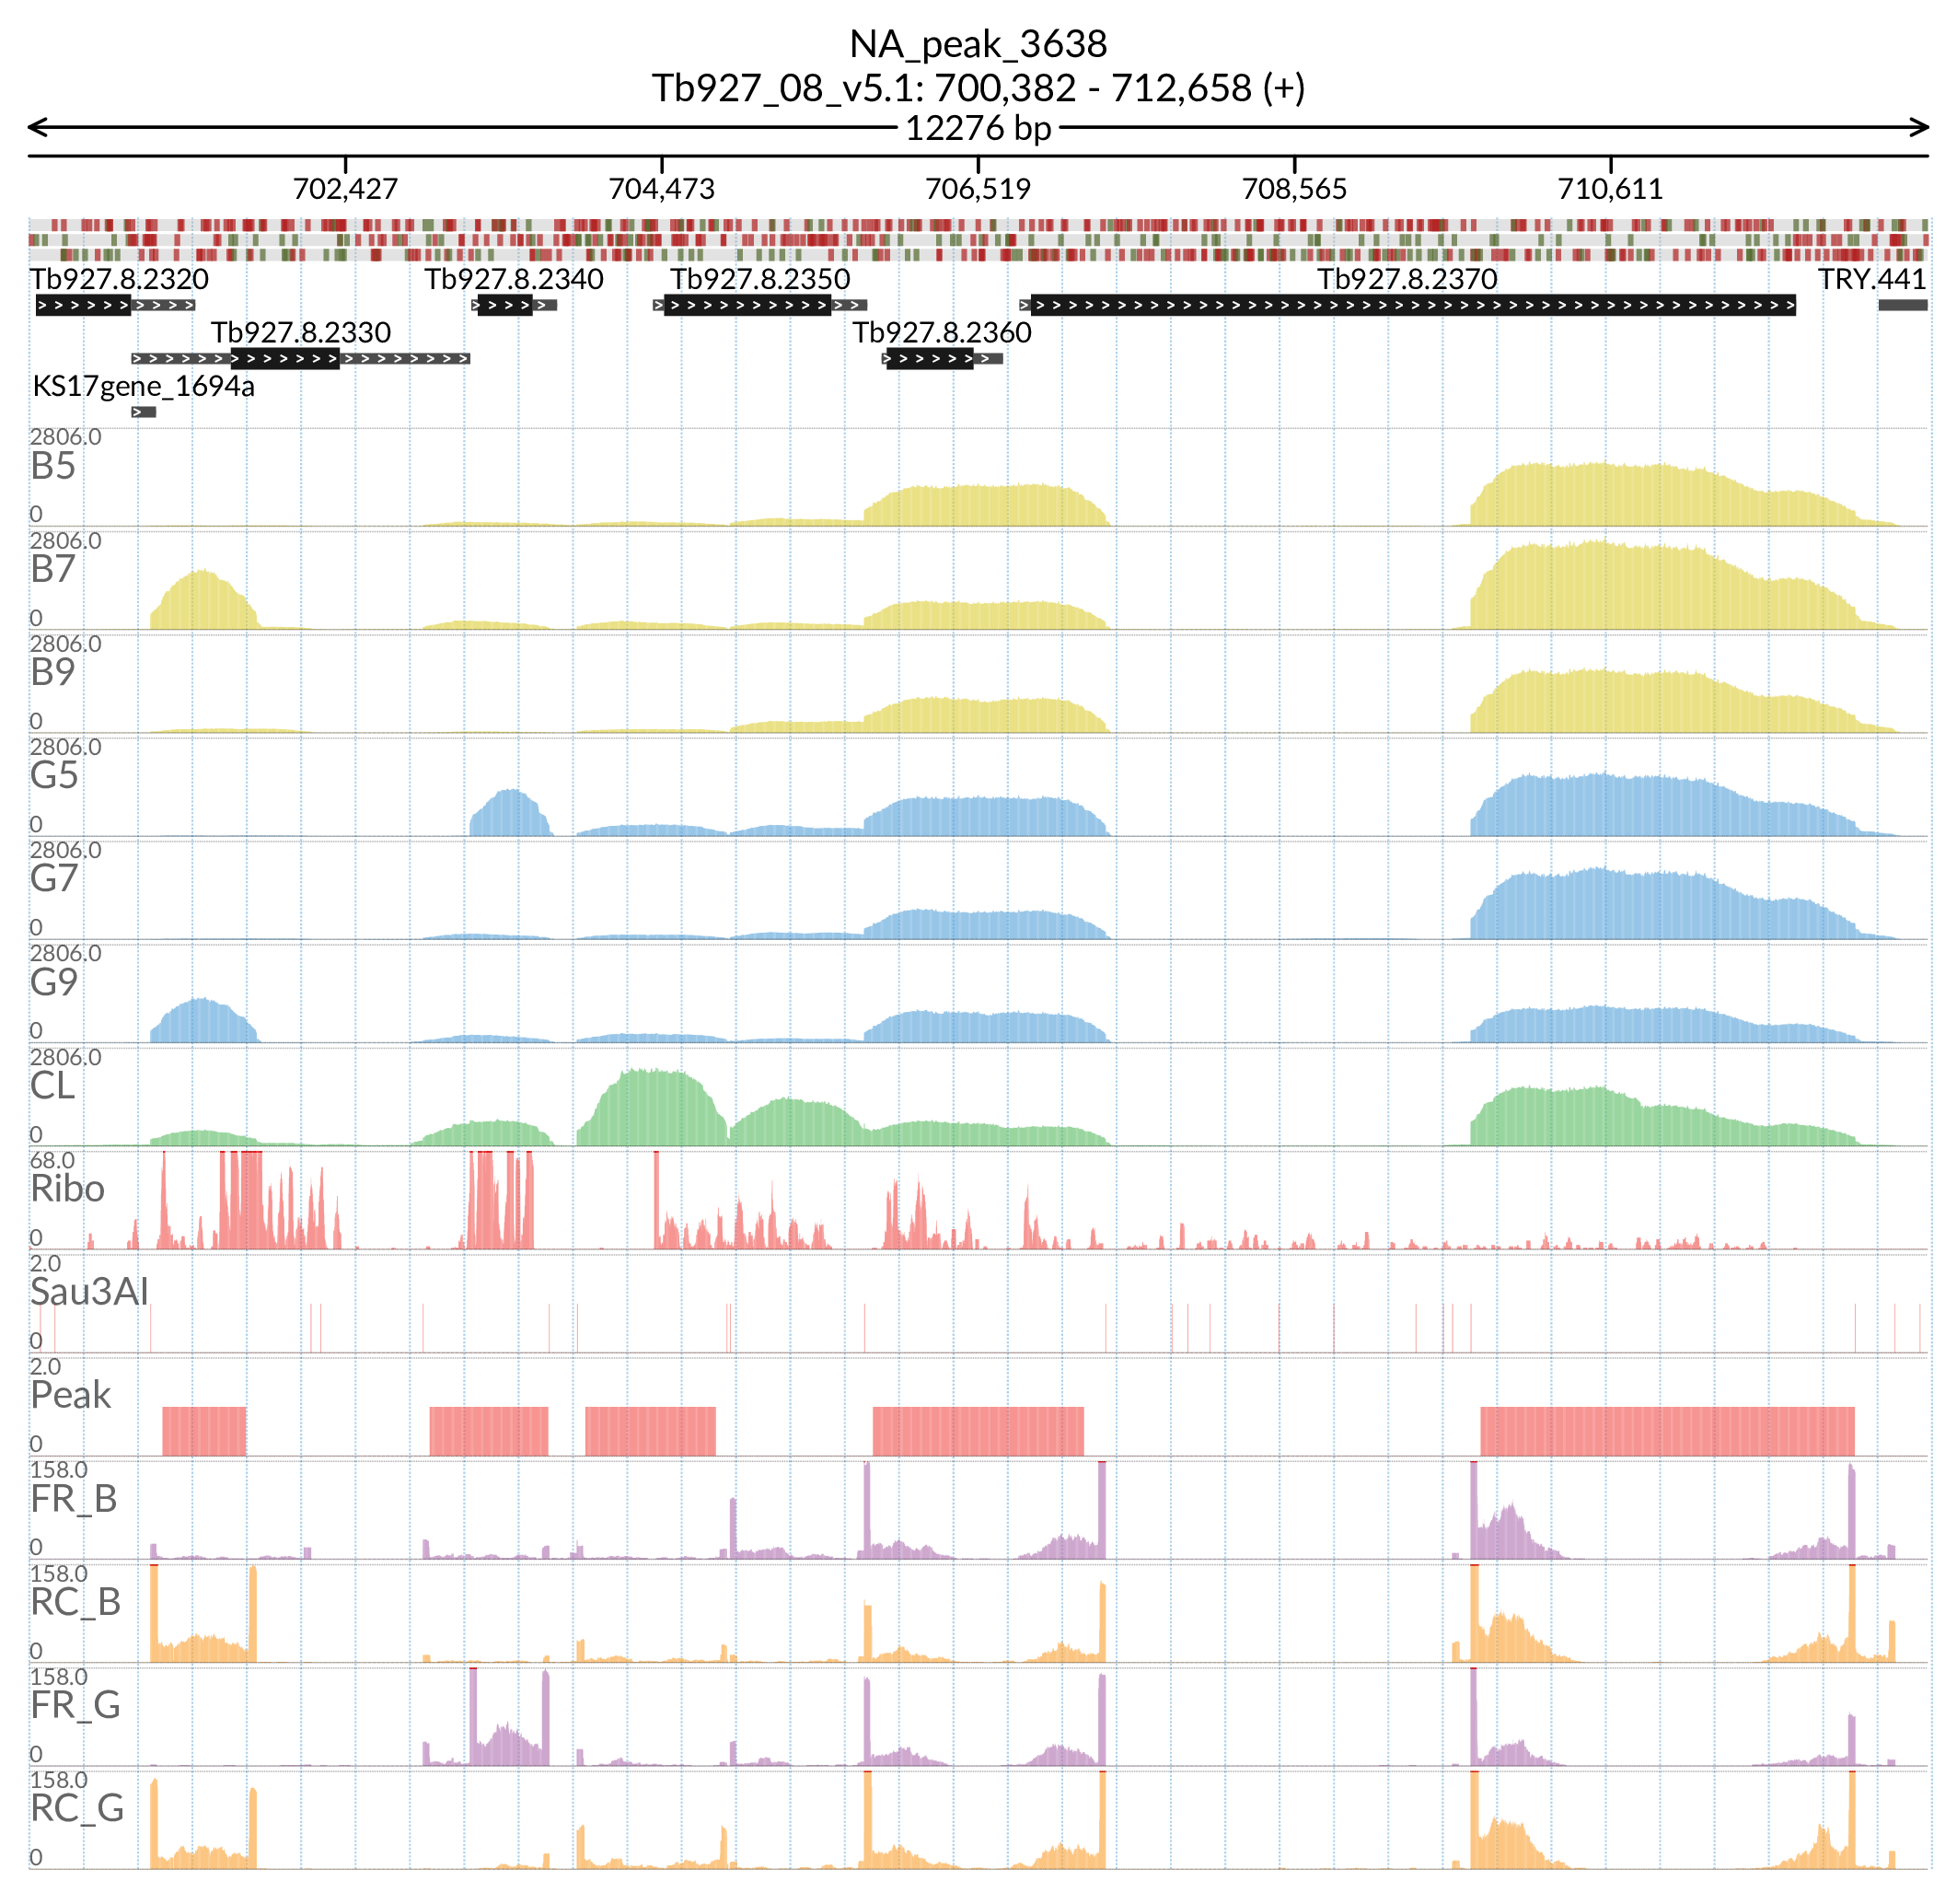 NA_peak_3638
Tb927_08_v5.1: 700,382 - 712,658 (+)
12276 bp
702,427 704,473 706,519 708,565 710,611
Tb927.8.2320 Tb927.8.2340 Tb927.8.2350 Tb927.8.2370 TRY.441
Tb927.8.2330 Tb927.8.2360
KS17gene_1694a
2806.0
B5
0
2806.0
B7
0
2806.0
B9
0
2806.0
G5
0
2806.0
G7
0
2806.0
G9
0
2806.0
CL
0
68.0
Ribo
0
2.0
Sau3AI
0
2.0
Peak
0
158.0
FR_B
0
158.0
RC_B
0
158.0
FR_G
0
158.0
RC_G
0